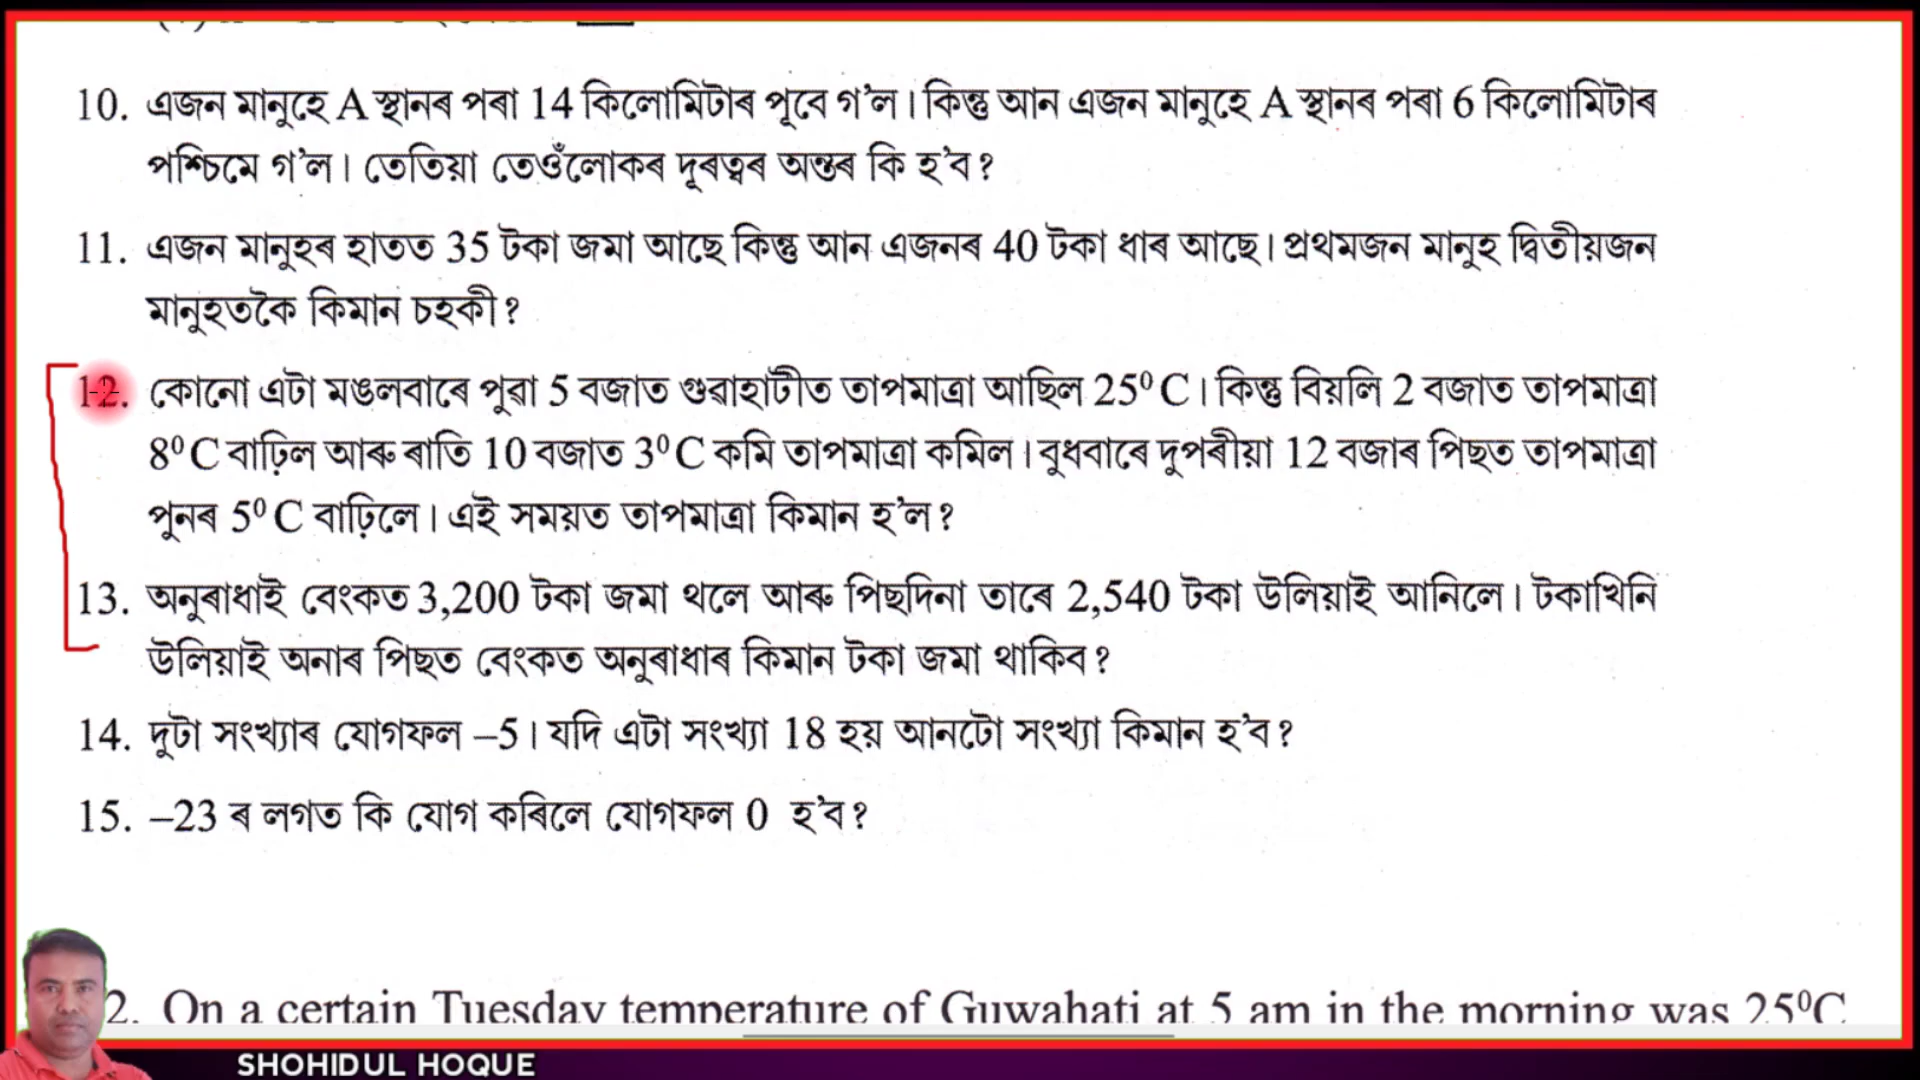 10. এজন মানুহে A স্থানৰ পৰা 14 কিলোমিটাৰ পূবে গ’ল। কিন্তু আন এজন মানুহে A স্থানৰ পৰা 6 কিলোমিটাৰ
পশ্চিমে গ’ল। তেতিয়া তেওঁলোকৰ দূৰত্বৰ অন্তৰ কি হ’ব?
11. এজন মানুহৰ হাতত 35 টকা জমা আছে কিন্তু আন এজনৰ 40 টকা ধাৰ আছে। প্ৰথমজন মানুহ দ্বিতীয়জন
মানুহতকৈ কিমান চহকী?
12. কোনো এটা মঙলবাৰে পুৱা 5 বজাত গুৱাহাটীত তাপমাত্ৰা আছিল 25⁰ C। কিন্তু বিয়লি 2 বজাত তাপমাত্ৰা
8⁰ C বাঢ়িল আৰু ৰাতি 10 বজাত 3⁰ C কমি তাপমাত্ৰা কমিল। বুধবাৰে দুপৰীয়া 12 বজাৰ পিছত তাপমাত্ৰা
পুনৰ 5⁰ C বাঢ়িলে। এই সময়ত তাপমাত্ৰা কিমান হ’ল?
13. অনুৰাধাই বেংকত 3,200 টকা জমা থলে আৰু পিছদিনা তাৰে 2,540 টকা উলিয়াই আনিলে। টকাখিনি
উলিয়াই অনাৰ পিছত বেংকত অনুৰাধাৰ কিমান টকা জমা থাকিব?
14. দুটা সংখ্যাৰ যোগফল –5। যদি এটা সংখ্যা 18 হয় আনটো সংখ্যা কিমান হ’ব?
15. –23 ৰ লগত কি যোগ কৰিলে যোগফল 0 হ’ব?
2. On a certain Tuesday temperature of Guwahati at 5 am in the morning was 25⁰C
SHOHIDUL HOQUE